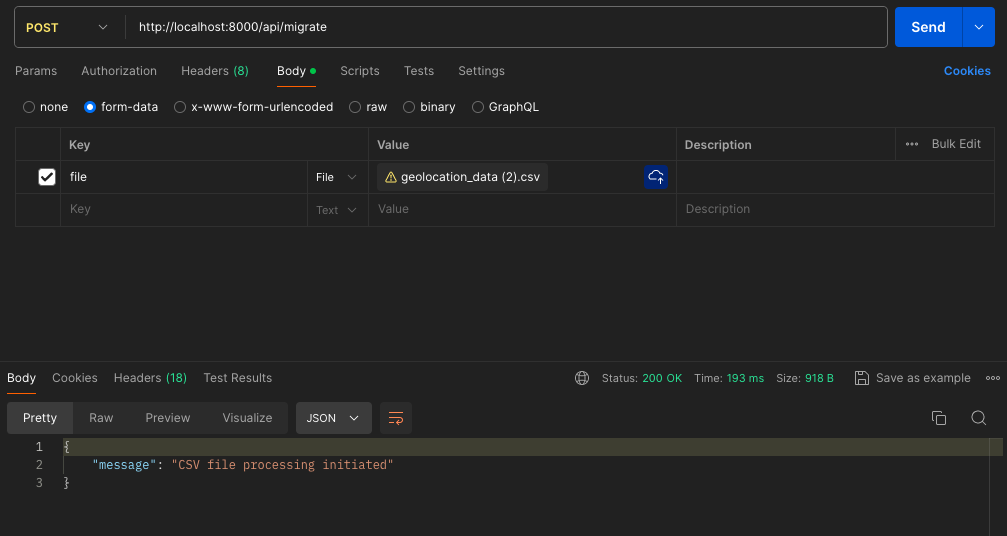 POST http://localhost:8000/api/migrate Send
Params Authorization Headers (8) Body Scripts Tests Settings Cookies
none form-data x-www-form-urlencoded raw binary GraphQL
Key Value Description ••• Bulk Edit
file File geolocation_data (2).csv
Key Text Value Description
Body Cookies Headers (18) Test Results Status: 200 OK Time: 193 ms Size: 918 B Save as example
Pretty Raw Preview Visualize JSON
1 {
2 "message": "CSV file processing initiated"
3 }